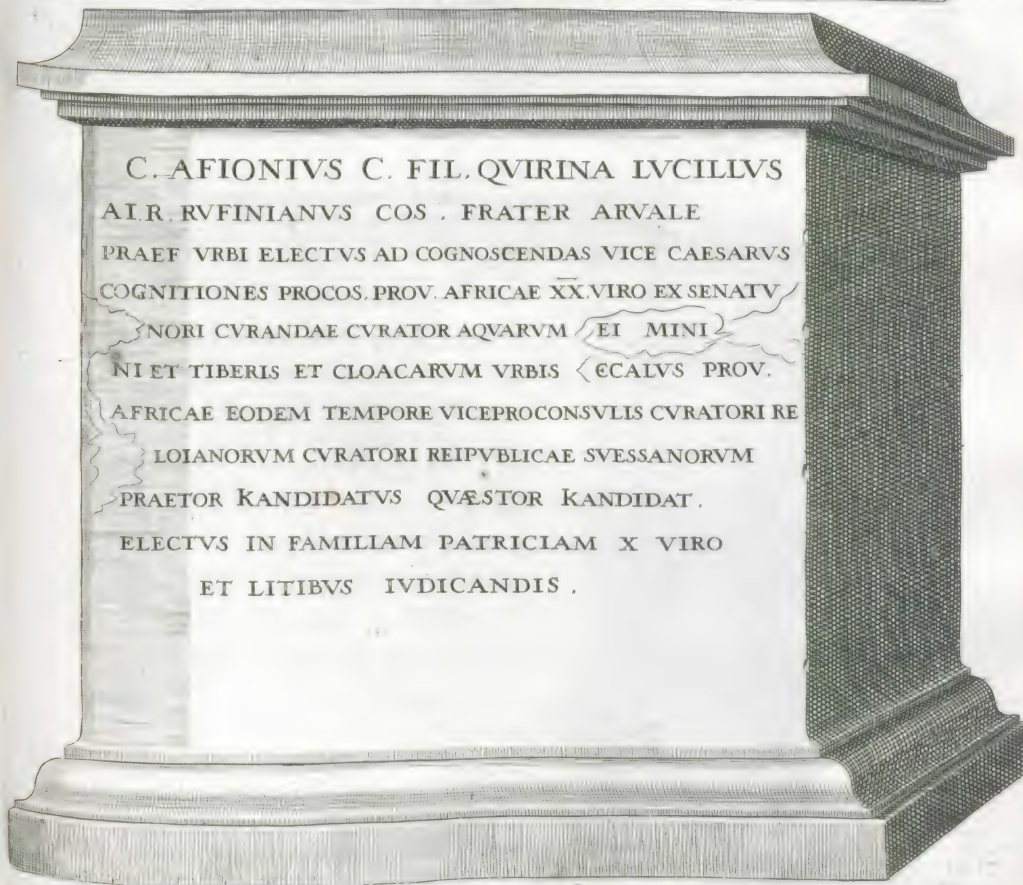 C. AFIONIVS C. FIL. QVIRINA LVCILLVS
AI.R. RVFINIANVS COS . FRATER ARVALE
PRAEF VRBI ELECTVS AD COGNOSCENDAS VICE CAESARVS
COGNITIONES PROCOS. PROV. AFRICAE X̅X̅.VIRO EX SENATV
NORI CVRANDAE CVRATOR AQVARVM EI MINI
NI ET TIBERIS ET CLOACARVM VRBIS ECALVS PROV.
AFRICAE EODEM TEMPORE VICEPROCONSVLIS CVRATORI RE
LOIANORVM CVRATORI REIPVBLICAE SVESSANORVM
PRAETOR KANDIDATVS QVÆSTOR KANDIDAT.
ELECTVS IN FAMILIAM PATRICIAM X VIRO
ET LITIBVS IVDICANDIS .